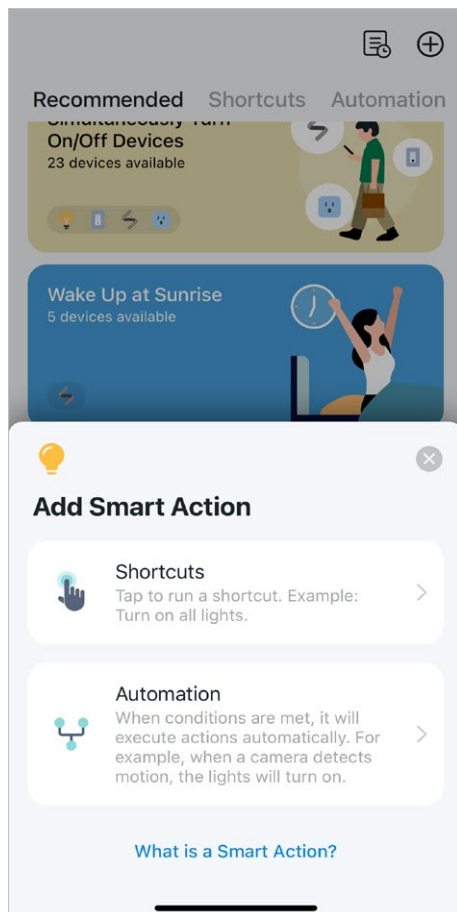 Recommended Shortcuts Automation
Simultaneously Turn
On/Off Devices
23 devices available
Wake Up at Sunrise
5 devices available
Add Smart Action
Shortcuts
Tap to run a shortcut. Example:
Turn on all lights.
Automation
When conditions are met, it will
execute actions automatically. For
example, when a camera detects
motion, the lights will turn on.
What is a Smart Action?